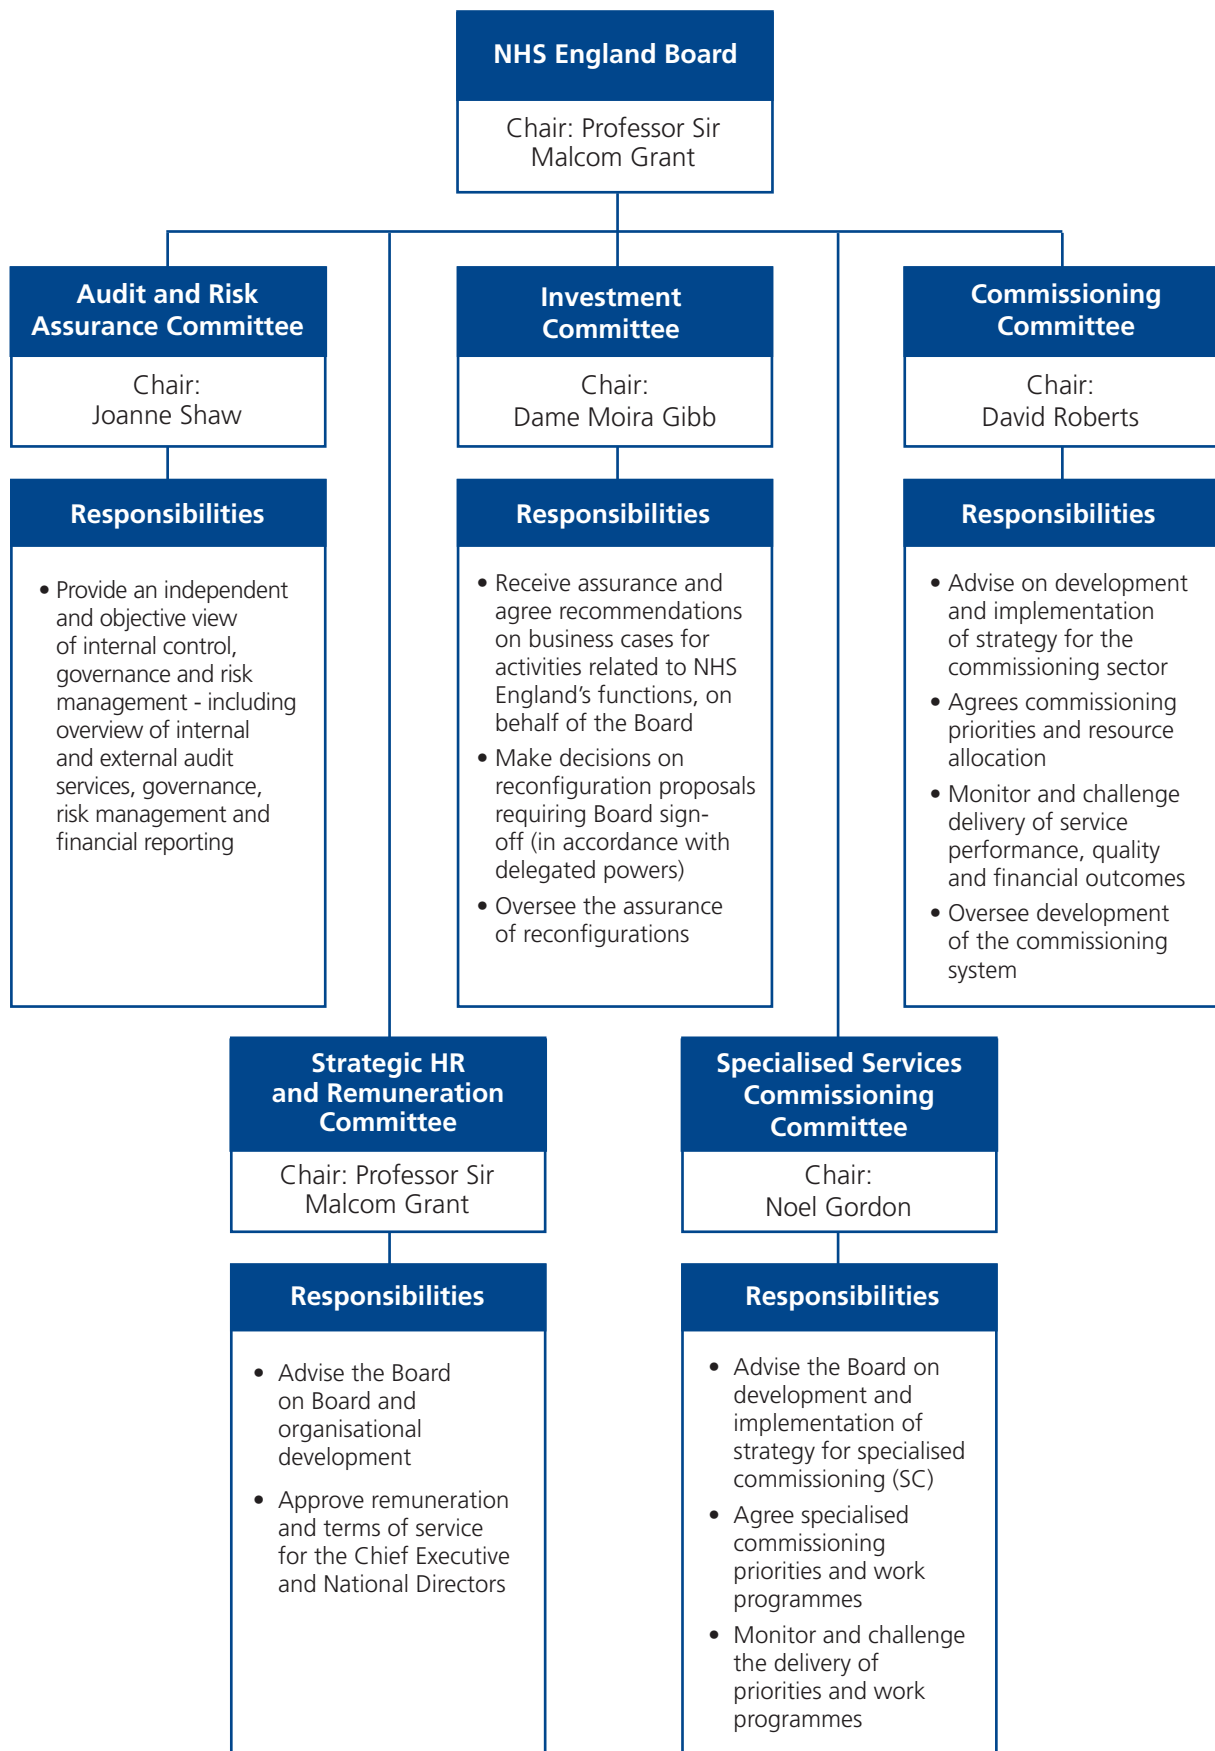 NHS England Board
Chair: Professor Sir
Malcom Grant
Audit and Risk
Assurance Committee
Chair:
Joanne Shaw
Responsibilities
• Provide an independent
and objective view
of internal control,
governance and risk
management - including
overview of internal
and external audit
services, governance,
risk management and
financial reporting
Investment
Committee
Chair:
Dame Moira Gibb
Responsibilities
• Receive assurance and
agree recommendations
on business cases for
activities related to NHS
England’s functions, on
behalf of the Board
• Make decisions on
reconfiguration proposals
requiring Board sign-
off (in accordance with
delegated powers)
• Oversee the assurance
of reconfigurations
Commissioning
Committee
Chair:
David Roberts
Responsibilities
• Advise on development
and implementation
of strategy for the
commissioning sector
• Agrees commissioning
priorities and resource
allocation
• Monitor and challenge
delivery of service
performance, quality
and financial outcomes
• Oversee development
of the commissioning
system
Strategic HR
and Remuneration
Committee
Chair: Professor Sir
Malcom Grant
Responsibilities
• Advise the Board
on Board and
organisational
development
• Approve remuneration
and terms of service
for the Chief Executive
and National Directors
Specialised Services
Commissioning
Committee
Chair:
Noel Gordon
Responsibilities
• Advise the Board on
development and
implementation of
strategy for specialised
commissioning (SC)
• Agree specialised
commissioning
priorities and work
programmes
• Monitor and challenge
the delivery of
priorities and work
programmes